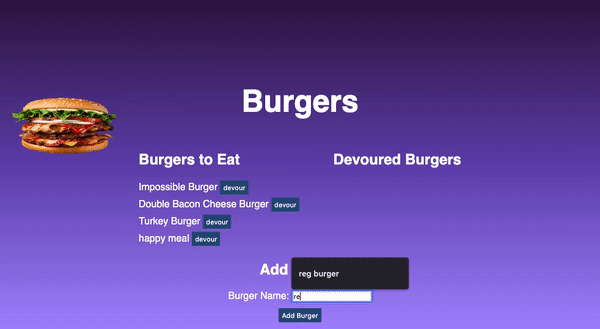 Burgers
Burgers to Eat
Devoured Burgers
Impossible Burger devour
Double Bacon Cheese Burger devour
Turkey Burger devour
happy meal devour
Add
reg burger
Burger Name: re
Add Burger